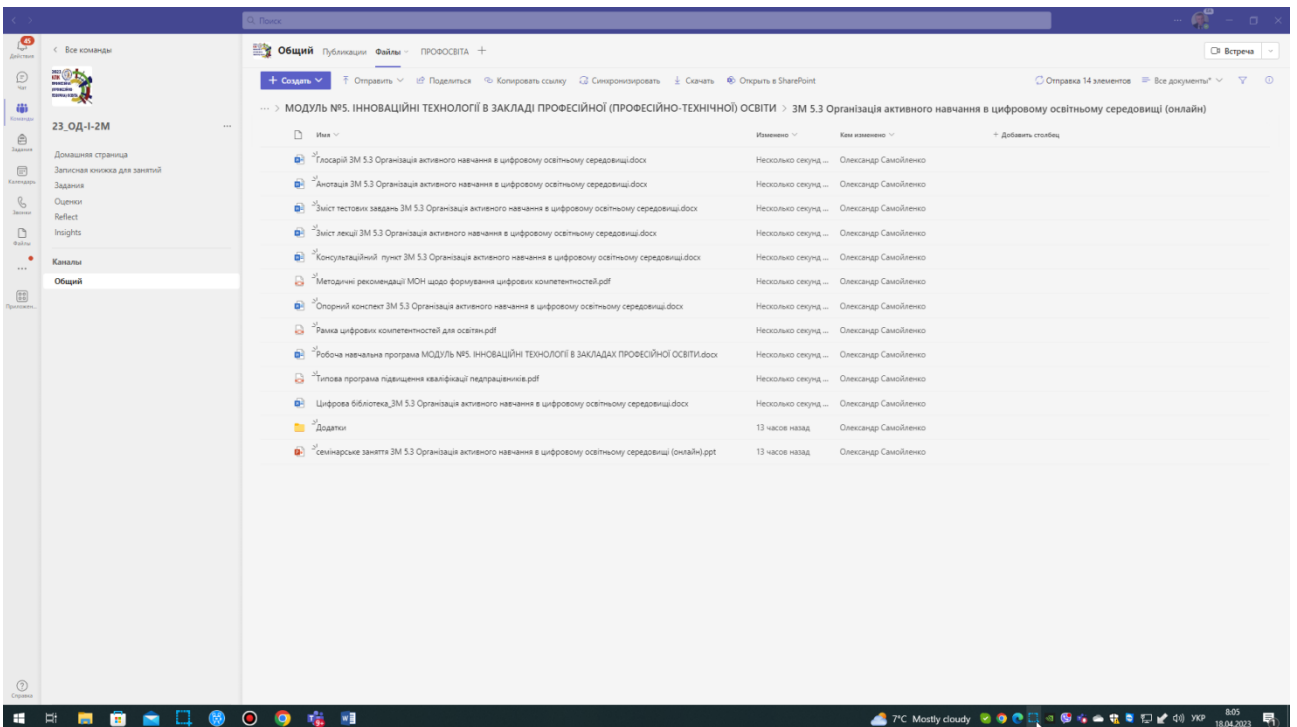 Поиск
45
Действия
Чат
Команды
Задания
Календарь
Звонки
Файлы
Приложен...
Справка
Все команды
23_ОД-І-2М
Домашняя страница
Записная книжка для занятий
Задания
Оценки
Reflect
Insights
Каналы
Общий
Общий Публикации Файлы ПРОФОСВІТА
Встреча
Создать Отправить Поделиться Копировать ссылку Синхронизировать Скачать Открыть в SharePoint Отправка 14 элементов Все документы*
... > МОДУЛЬ №5. ІННОВАЦІЙНІ ТЕХНОЛОГІЇ В ЗАКЛАДІ ПРОФЕСІЙНОЇ (ПРОФЕСІЙНО-ТЕХНІЧНОЇ) ОСВІТИ > ЗМ 5.3 Організація активного навчання в цифровому освітньому середовищі (онлайн)
Имя Изменено Кем изменено + Добавить столбец
Глосарій ЗМ 5.3 Організація активного навчання в цифровому освітньому середовищі.docx Несколько секунд ... Олександр Самойленко
Анотація ЗМ 5.3 Організація активного навчання в цифровому освітньому середовищі.docx Несколько секунд ... Олександр Самойленко
Зміст тестових завдань ЗМ 5.3 Організація активного навчання в цифровому освітньому середовищі.docx Несколько секунд ... Олександр Самойленко
Зміст лекції ЗМ 5.3 Організація активного навчання в цифровому освітньому середовищі.docx Несколько секунд ... Олександр Самойленко
Консультаційний пункт ЗМ 5.3 Організація активного навчання в цифровому освітньому середовищі.docx Несколько секунд ... Олександр Самойленко
Методичні рекомендації МОН щодо формування цифрових компетентностей.pdf Несколько секунд ... Олександр Самойленко
Опорний конспект ЗМ 5.3 Організація активного навчання в цифровому освітньому середовищі.docx Несколько секунд ... Олександр Самойленко
Рамка цифрових компетентностей для освітян.pdf Несколько секунд ... Олександр Самойленко
Робоча навчальна програма МОДУЛЬ №5. ІННОВАЦІЙНІ ТЕХНОЛОГІЇ В ЗАКЛАДАХ ПРОФЕСІЙНОЇ ОСВІТИ.docx Несколько секунд ... Олександр Самойленко
Типова програма підвищення кваліфікації педпрацівників.pdf Несколько секунд ... Олександр Самойленко
Цифрова бібліотека_ЗМ 5.3 Організація активного навчання в цифровому освітньому середовищі.docx Несколько секунд ... Олександр Самойленко
Додатки 13 часов назад Олександр Самойленко
семінарське заняття ЗМ 5.3 Організація активного навчання в цифровому освітньому середовищі (онлайн).ppt 13 часов назад Олександр Самойленко
7°C Mostly cloudy УКР 8:05
18.04.2023